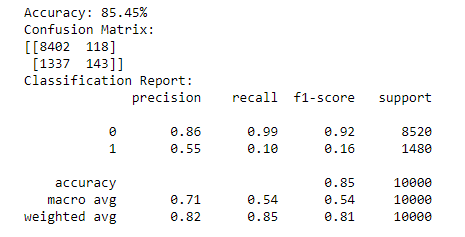 Accuracy: 85.45%
Confusion Matrix:
[[8402  118]
 [1337  143]]
Classification Report:
              precision    recall  f1-score   support

           0       0.86      0.99      0.92      8520
           1       0.55      0.10      0.16      1480

    accuracy                           0.85     10000
   macro avg       0.71      0.54      0.54     10000
weighted avg       0.82      0.85      0.81     10000